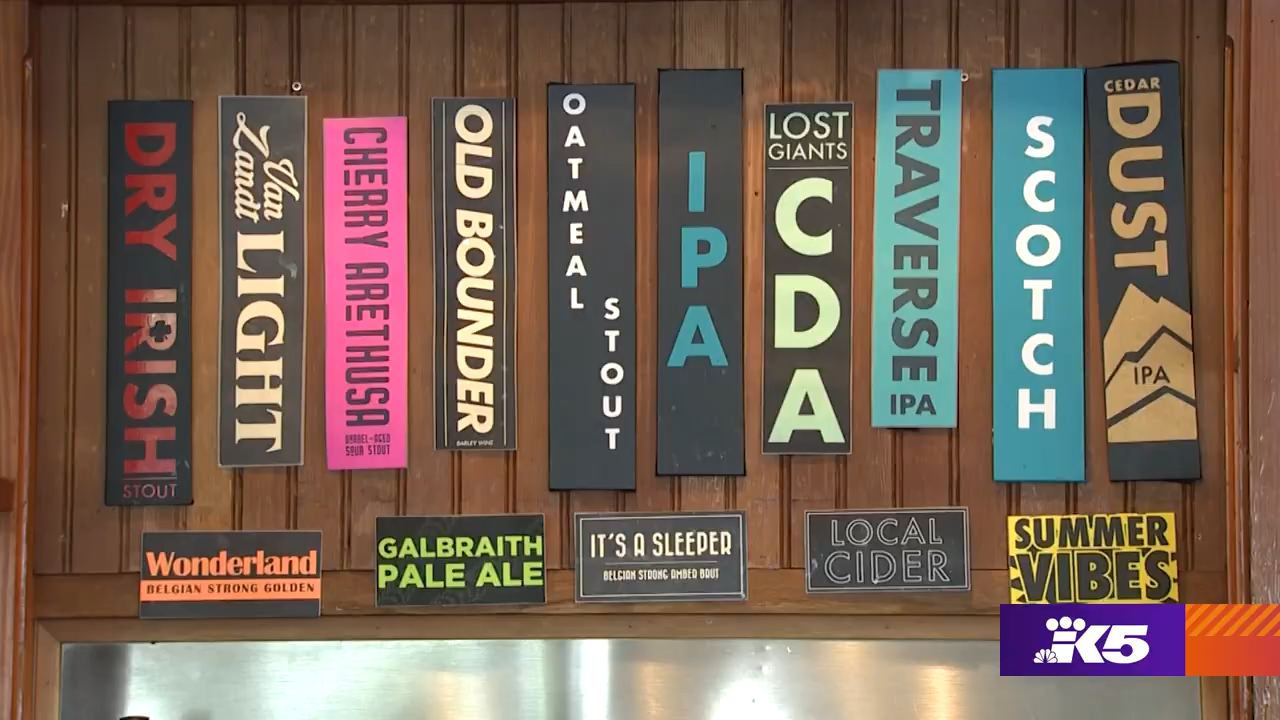 DRY IRISH
STOUT
Van
Zandt
LIGHT
CHERRY ARETHUSA
BARREL-AGED
SOUR STOUT
OLD BOUNDER
BARLEY WINE
OATMEAL
STOUT
IPA
LOST
GIANTS
CDA
TRAVERSE
IPA
SCOTCH
CEDAR
DUST
IPA
Wonderland
BELGIAN STRONG GOLDEN
GALBRAITH
PALE ALE
IT'S A SLEEPER
BELGIAN STRONG AMBER BRUT
LOCAL
CIDER
SUMMER
VIBES
K5